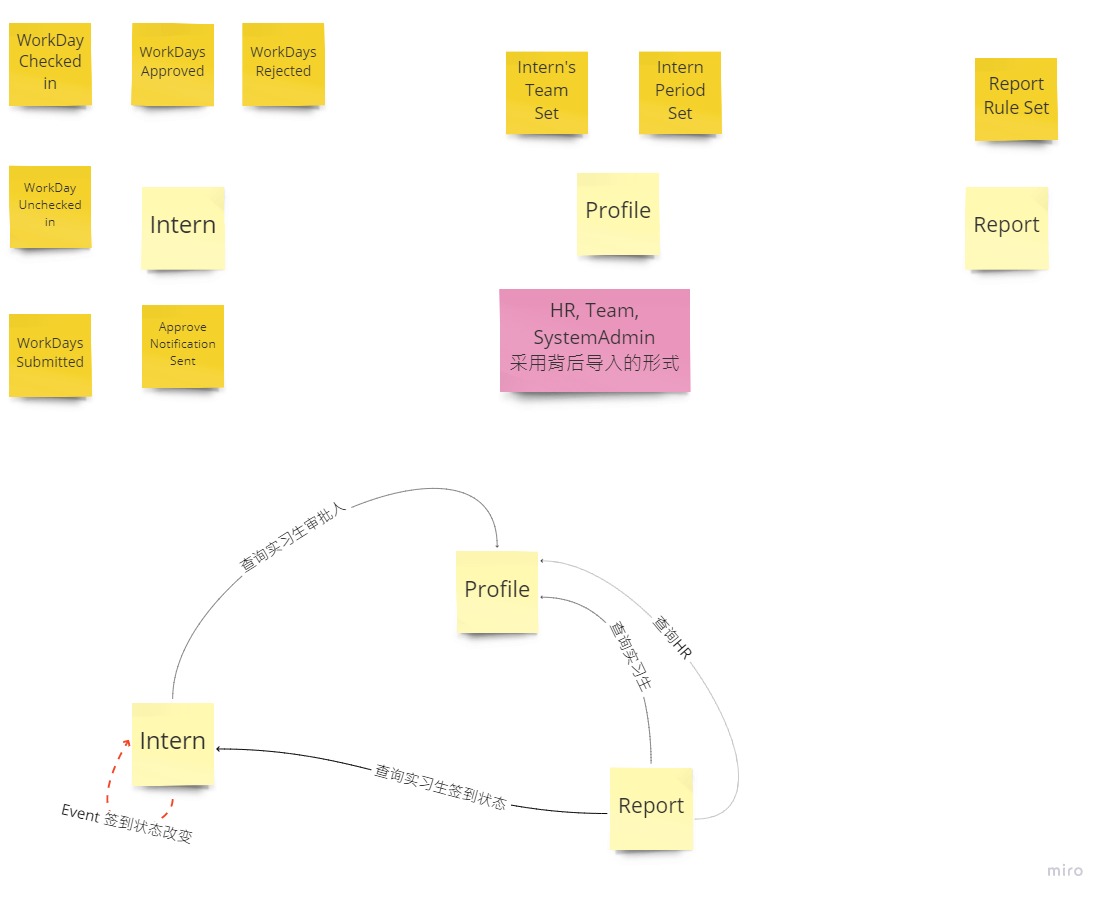 WorkDay
Checked
in
WorkDays
Approved
WorkDays
Rejected
Intern's
Team
Set
Intern
Period
Set
Report
Rule Set
WorkDay
Unchecked
in
Intern
Profile
Report
HR, Team,
SystemAdmin
采用背后导入的形式
WorkDays
Submitted
Approve
Notification
Sent
查询实习生审批人
Profile
查询实习生
查询HR
Intern
查询实习生签到状态
Report
Event 签到状态改变
miro